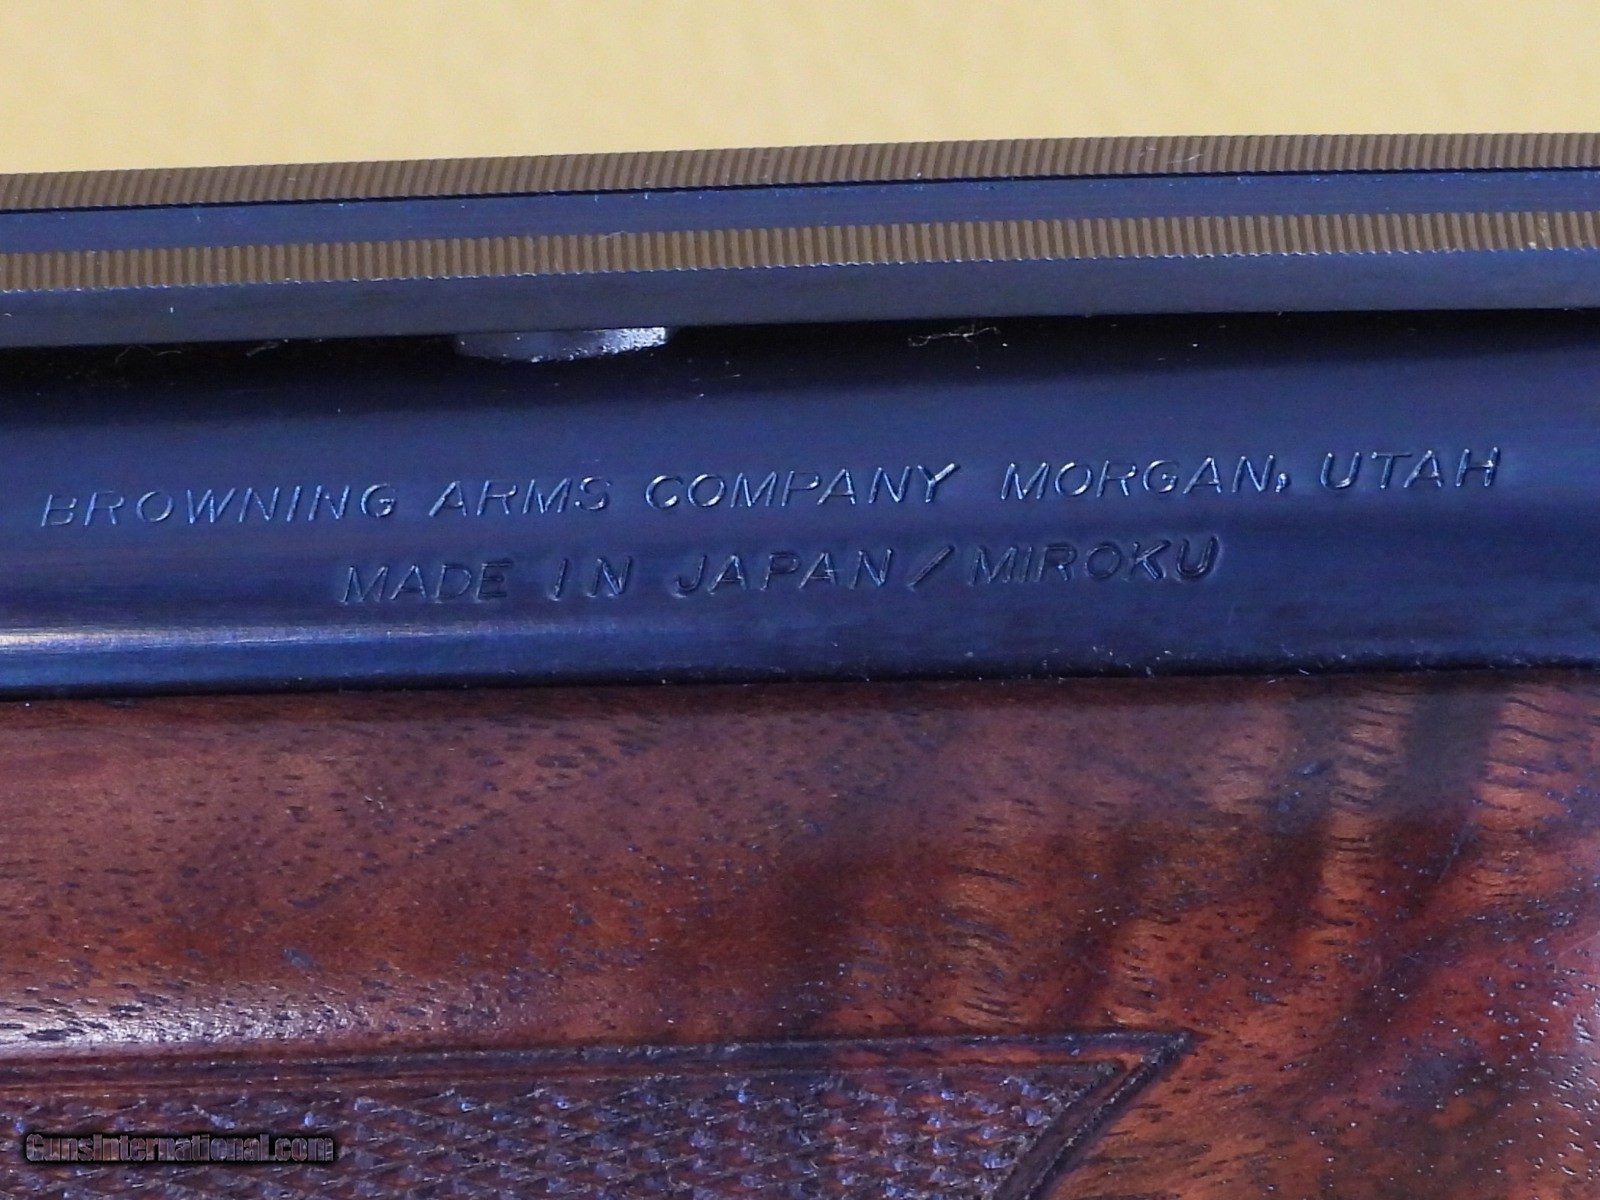 BROWNING ARMS COMPANY MORGAN, UTAH
MADE IN JAPAN/MIROKU
GunsInternational.com